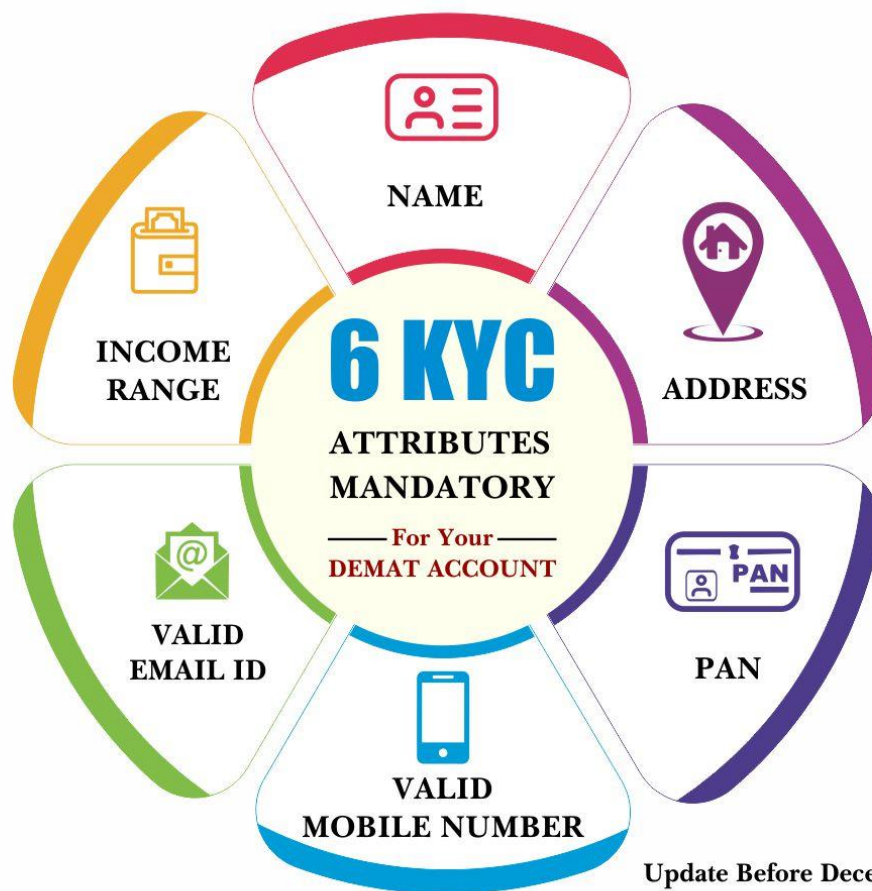 NAME
ADDRESS
PAN
PAN
VALID
MOBILE NUMBER
VALID
EMAIL ID
@
INCOME
RANGE
6 KYC
ATTRIBUTES
MANDATORY
For Your
DEMAT ACCOUNT
Update Before